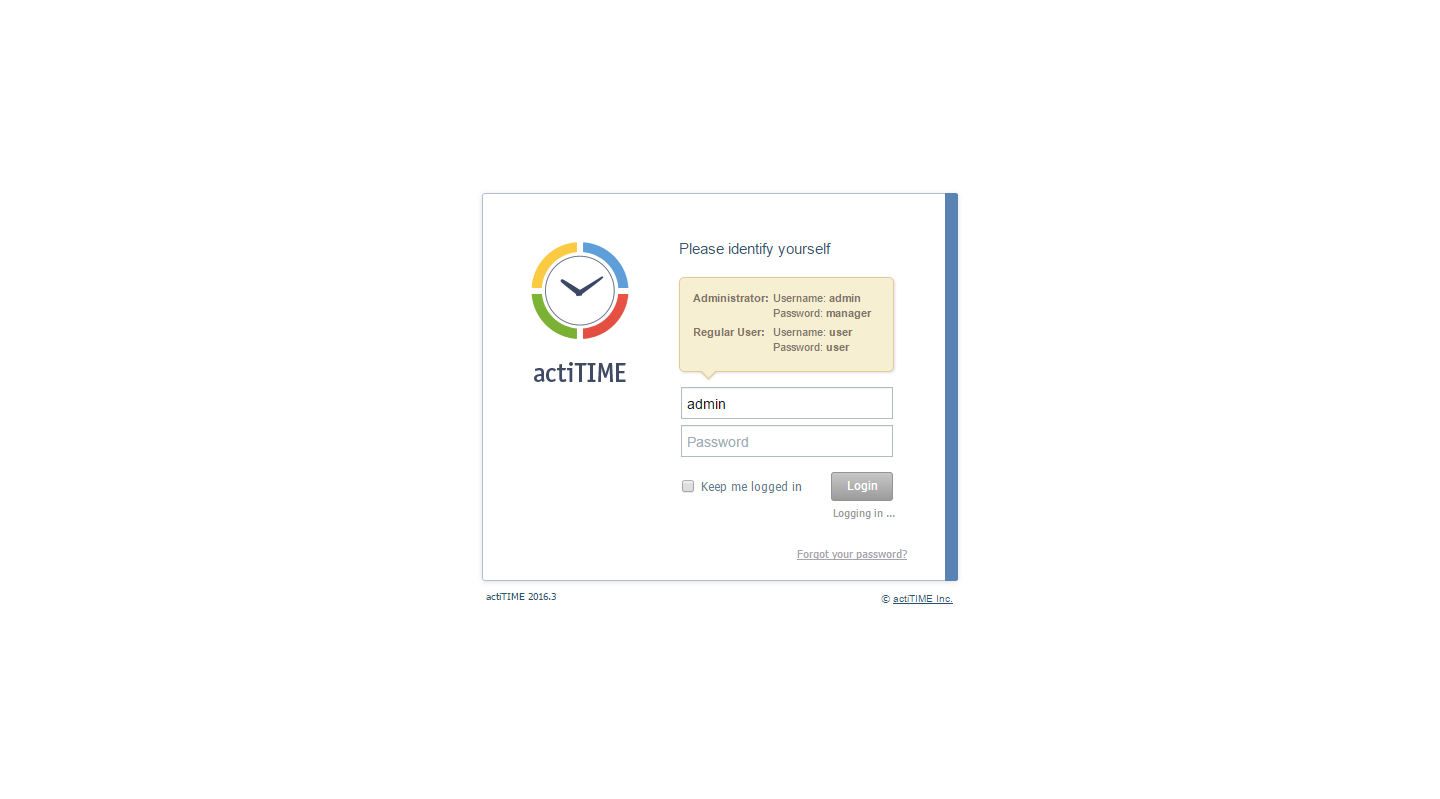 Please identify yourself
Administrator: Username: admin
Password: manager
Regular User: Username: user
Password: user
actiTIME
admin
Password
Keep me logged in
Login
Logging in ...
Forgot your password?
actiTIME 2016.3
© actiTIME Inc.